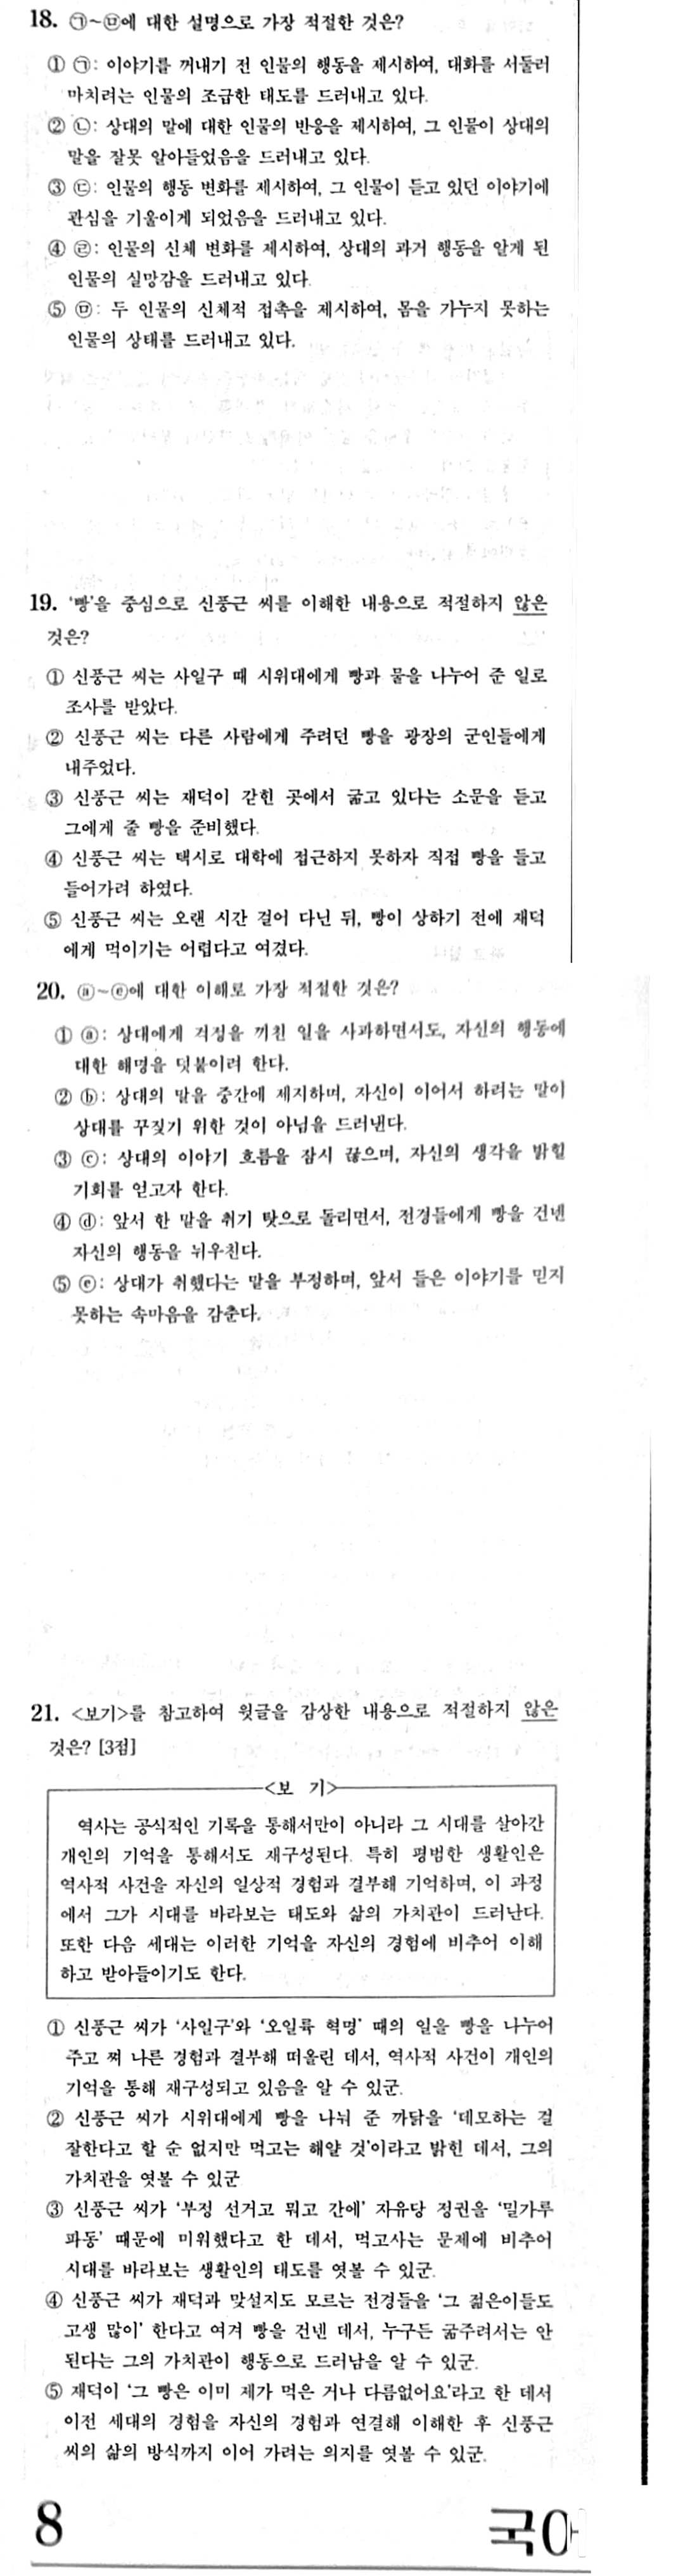 18. ㉠~㉤에 대한 설명으로 가장 적절한 것은?
① ㉠: 이야기를 꺼내기 전 인물의 행동을 제시하여, 대화를 서둘러
마치려는 인물의 조급한 태도를 드러내고 있다.
② ㉡: 상대의 말에 대한 인물의 반응을 제시하여, 그 인물이 상대의
말을 잘못 알아들었음을 드러내고 있다.
③ ㉢: 인물의 행동 변화를 제시하여, 그 인물이 듣고 있던 이야기에
관심을 기울이게 되었음을 드러내고 있다.
④ ㉣: 인물의 신체 변화를 제시하여, 상대의 과거 행동을 알게 된
인물의 실망감을 드러내고 있다.
⑤ ㉤: 두 인물의 신체적 접촉을 제시하여, 몸을 가누지 못하는
인물의 상태를 드러내고 있다.
19. ‘빵’을 중심으로 신풍근 씨를 이해한 내용으로 적절하지 않은
것은?
① 신풍근 씨는 사일구 때 시위대에게 빵과 물을 나누어 준 일로
조사를 받았다.
② 신풍근 씨는 다른 사람에게 주려던 빵을 광장의 군인들에게
내주었다.
③ 신풍근 씨는 재덕이 갇힌 곳에서 굶고 있다는 소문을 듣고
그에게 줄 빵을 준비했다.
④ 신풍근 씨는 택시로 대학에 접근하지 못하자 직접 빵을 들고
들어가려 하였다.
⑤ 신풍근 씨는 오랜 시간 걸어 다닌 뒤, 빵이 상하기 전에 재덕
에게 먹이기는 어렵다고 여겼다.
20. ⓐ~ⓔ에 대한 이해로 가장 적절한 것은?
① ⓐ: 상대에게 걱정을 끼친 일을 사과하면서도, 자신의 행동에
대한 해명을 덧붙이려 한다.
② ⓑ: 상대의 말을 중간에 제지하며, 자신이 이어서 하려는 말이
상대를 꾸짖기 위한 것이 아님을 드러낸다.
③ ⓒ: 상대의 이야기 흐름을 잠시 끊으며, 자신의 생각을 밝힐
기회를 얻고자 한다.
④ ⓓ: 앞서 한 말을 취기 탓으로 돌리면서, 전경들에게 빵을 건넨
자신의 행동을 뉘우친다.
⑤ ⓔ: 상대가 취했다는 말을 부정하며, 앞서 들은 이야기를 믿지
못하는 속마음을 감춘다.
21. <보기>를 참고하여 윗글을 감상한 내용으로 적절하지 않은
것은? [3점]
<보 기>
역사는 공식적인 기록을 통해서만이 아니라 그 시대를 살아간
개인의 기억을 통해서도 재구성된다. 특히 평범한 생활인은
역사적 사건을 자신의 일상적 경험과 결부해 기억하며, 이 과정
에서 그가 시대를 바라보는 태도와 삶의 가치관이 드러난다.
또한 다음 세대는 이러한 기억을 자신의 경험에 비추어 이해
하고 받아들이기도 한다.
① 신풍근 씨가 ‘사일구’와 ‘오일륙 혁명’ 때의 일을 빵을 나누어
주고 쪄 나른 경험과 결부해 떠올린 데서, 역사적 사건이 개인의
기억을 통해 재구성되고 있음을 알 수 있군.
② 신풍근 씨가 시위대에게 빵을 나눠 준 까닭을 ‘데모하는 걸
잘한다고 할 순 없지만 먹고는 해얄 것’이라고 밝힌 데서, 그의
가치관을 엿볼 수 있군.
③ 신풍근 씨가 ‘부정 선거고 뭐고 간에’ 자유당 정권을 ‘밀가루
파동’ 때문에 미워했다고 한 데서, 먹고사는 문제에 비추어
시대를 바라보는 생활인의 태도를 엿볼 수 있군.
④ 신풍근 씨가 재덕과 맞설지도 모르는 전경들을 ‘그 젊은이들도
고생 많이’ 한다고 여겨 빵을 건넨 데서, 누구든 굶주려서는 안
된다는 그의 가치관이 행동으로 드러남을 알 수 있군.
⑤ 재덕이 ‘그 빵은 이미 제가 먹은 거나 다름없어요’라고 한 데서
이전 세대의 경험을 자신의 경험과 연결해 이해한 후 신풍근
씨의 삶의 방식까지 이어 가려는 의지를 엿볼 수 있군.
8
국어